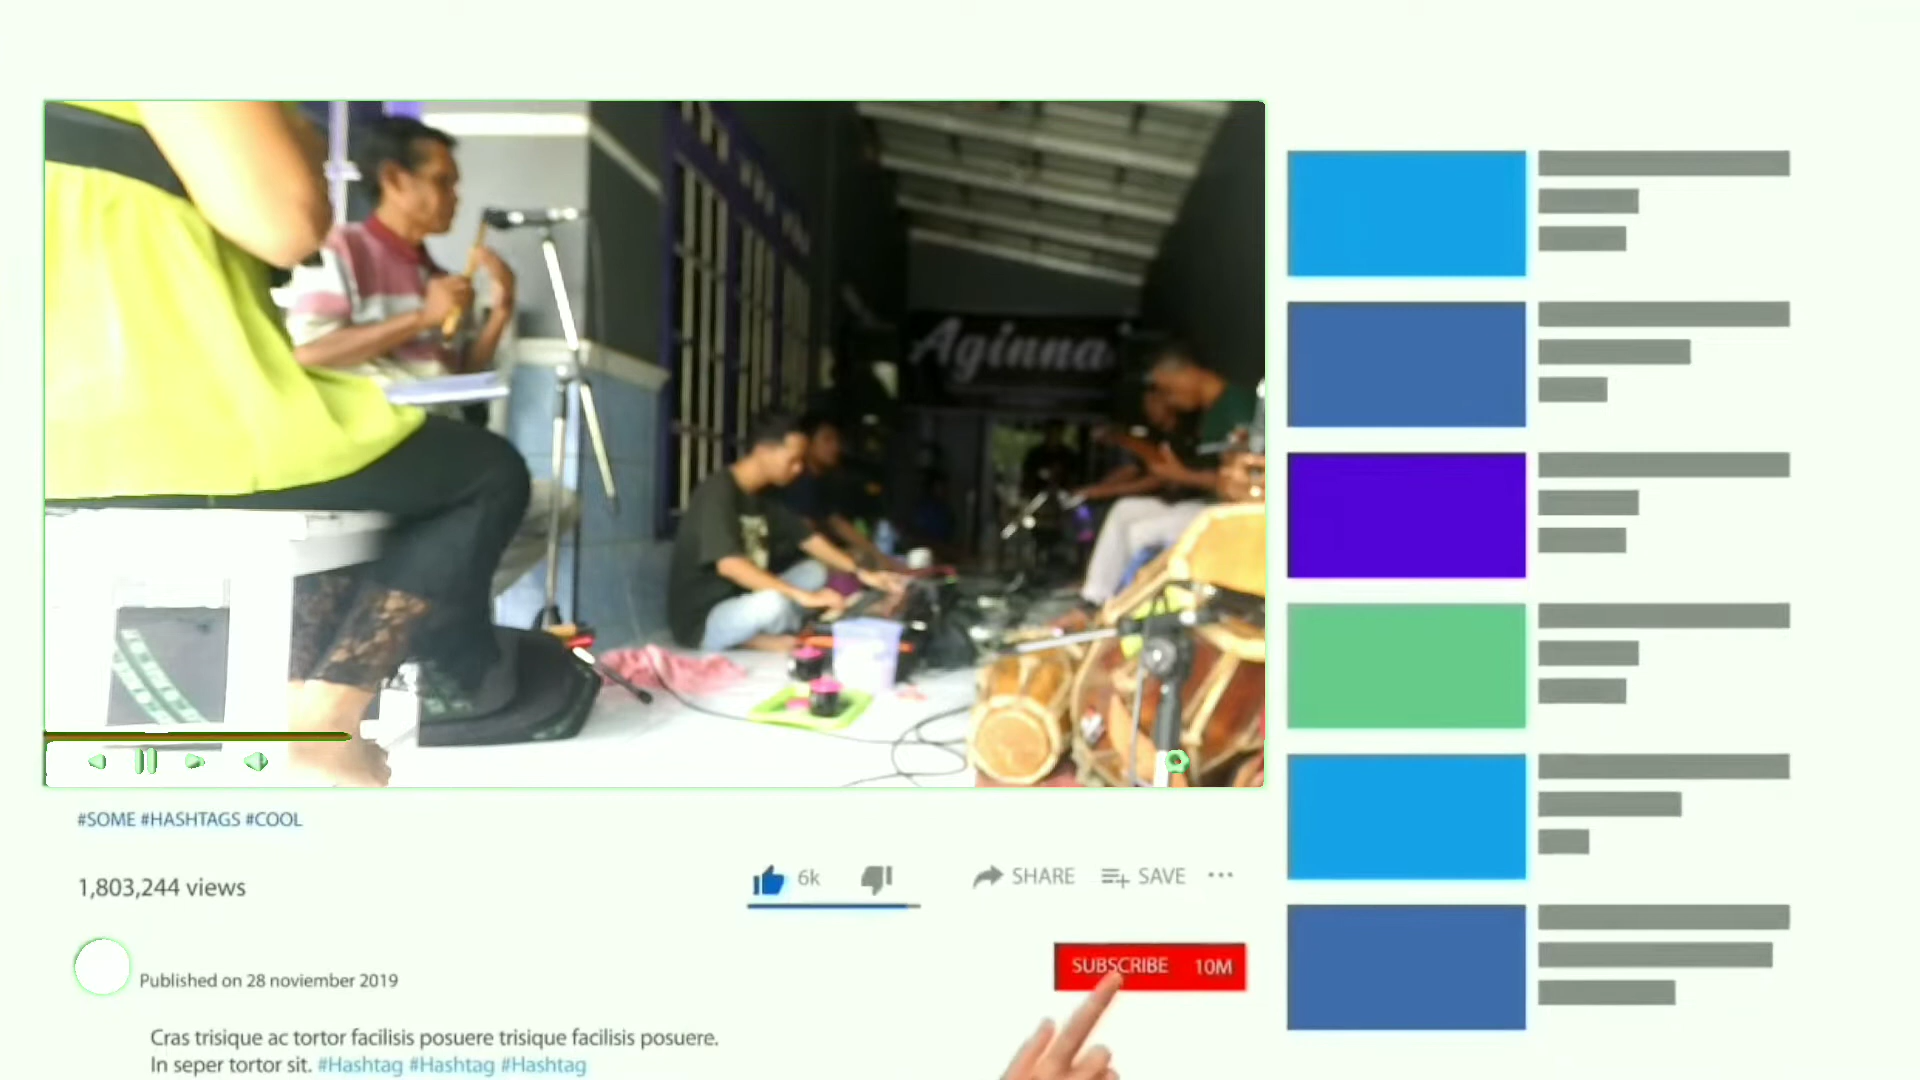 Aginna
#SOME #HASHTAGS #COOL
1,803,244 views
6k
SHARE
SAVE
Published on 28 noviember 2019
SUBSCRIBE 10M
Cras trisique ac tortor facilisis posuere trisique facilisis posuere.
In seper tortor sit. #Hashtag #Hashtag #Hashtag